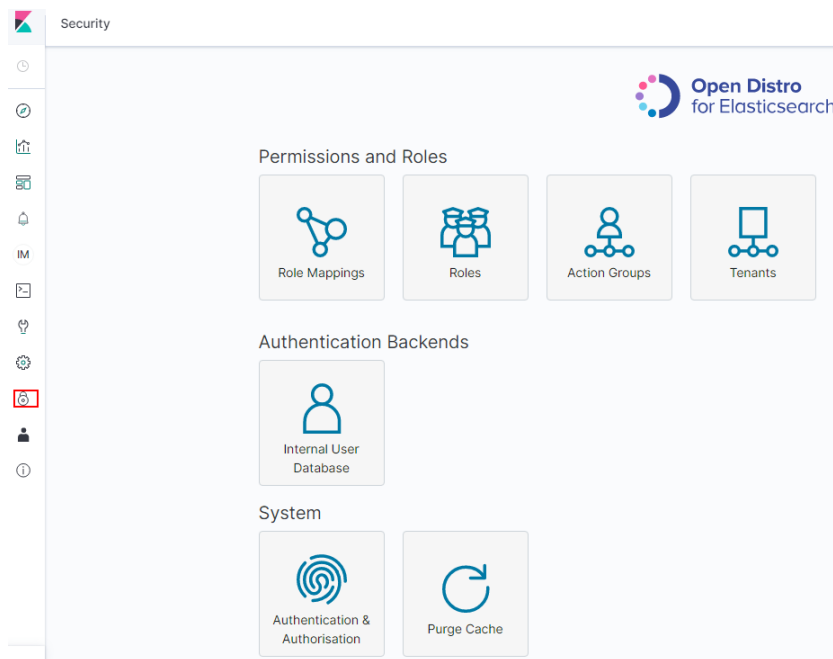 Security
Open Distro
for Elasticsearch
Permissions and Roles
Role Mappings
Roles
Action Groups
Tenants
IM
Authentication Backends
Internal User
Database
System
Authentication &
Authorisation
Purge Cache